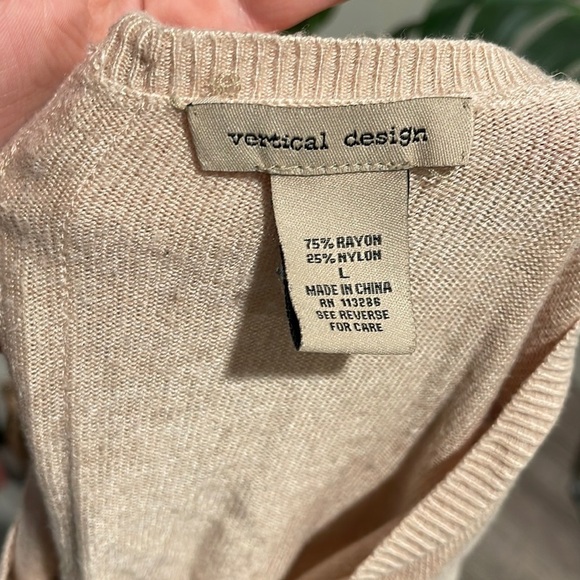 vertical design
75% RAYON
25% NYLON
L
MADE IN CHINA
RN 113286
SEE REVERSE
FOR CARE